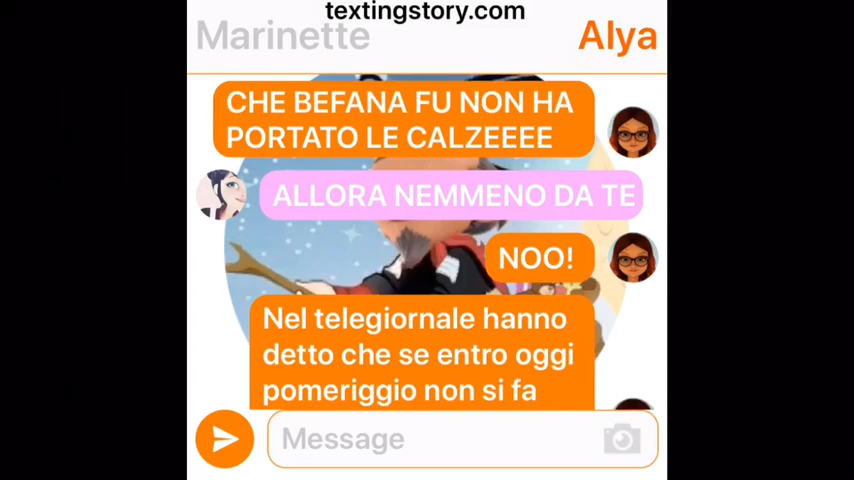 textingstory.com
Marinette
Alya
CHE BEFANA FU NON HA
PORTATO LE CALZEEEE
ALLORA NEMMENO DA TE
NOO!
Nel telegiornale hanno
detto che se entro oggi
pomeriggio non si fa
Message